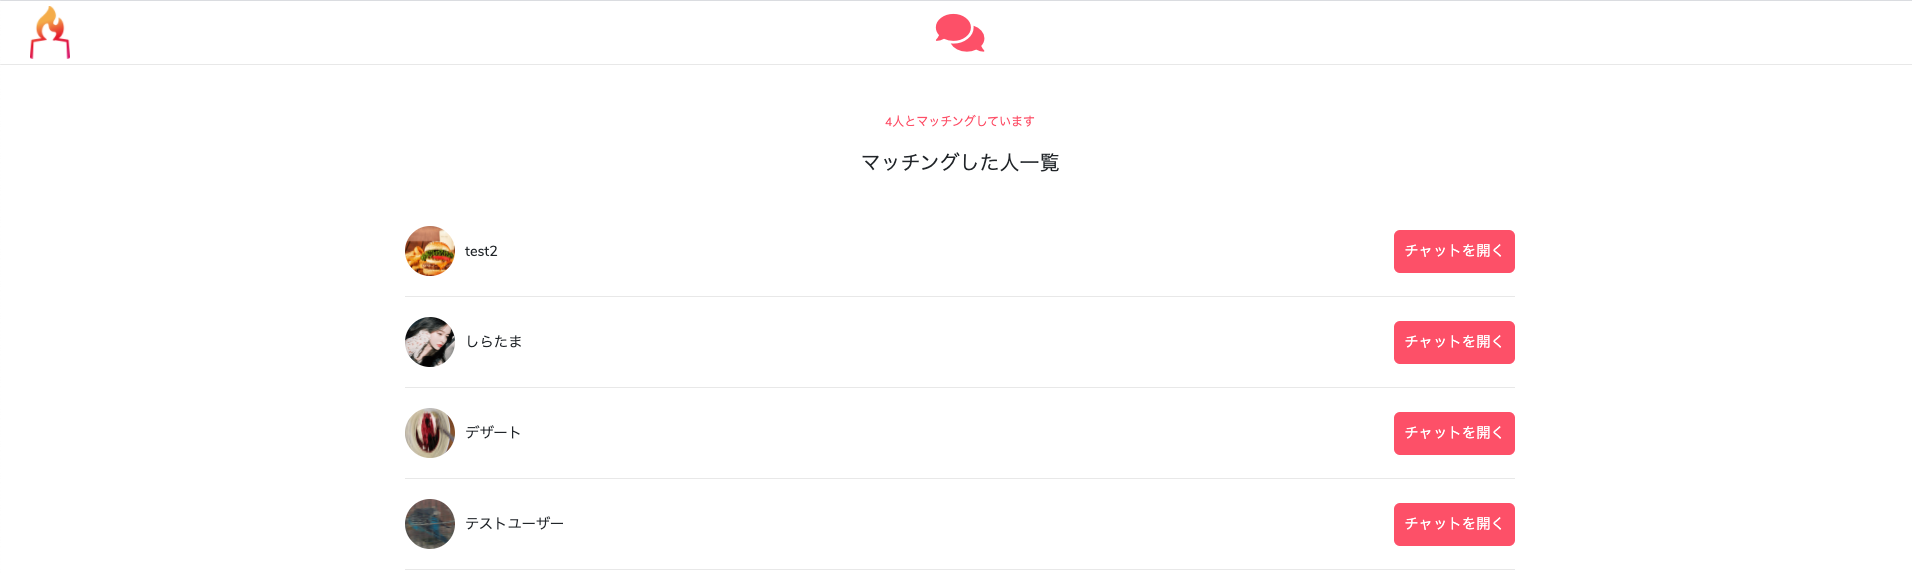 4人とマッチングしています
マッチングした人一覧
test2
チャットを開く
しらたま
チャットを開く
デザート
チャットを開く
テストユーザー
チャットを開く